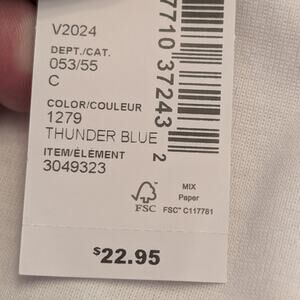 V2024
DEPT./CAT.
053/55
C
COLOR/COULEUR
1279
THUNDER BLUE
ITEM/ÉLÉMENT
3049323
7710 37243 2
FSC
MIX
Paper
FSC™ C117781
$22.95